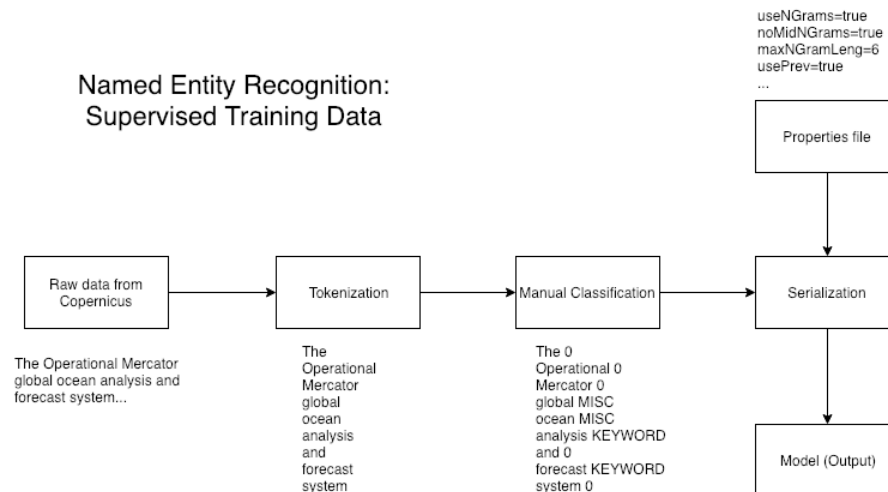 useNGrams=true
noMidNGrams=true
maxNGramLeng=6
usePrev=true
...
Named Entity Recognition:
Supervised Training Data
Properties file
Raw data from
Copernicus
Tokenization
Manual Classification
Serialization
The Operational Mercator
global ocean analysis and
forecast system...
The
Operational
Mercator
global
ocean
analysis
and
forecast
system
The 0
Operational 0
Mercator 0
global MISC
ocean MISC
analysis KEYWORD
and 0
forecast KEYWORD
system 0
Model (Output)